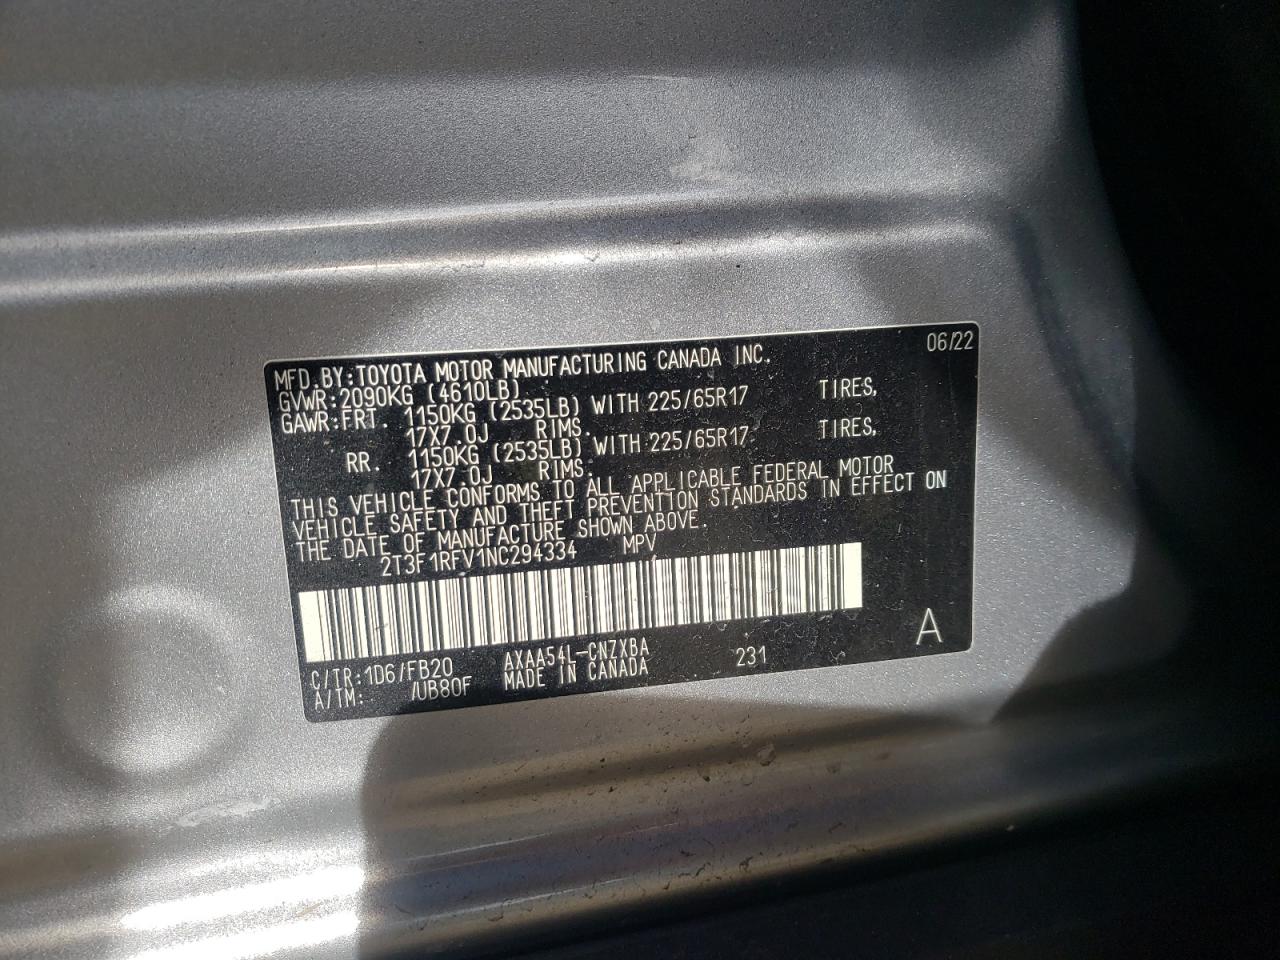 06/22
MFD.BY:TOYOTA MOTOR MANUFACTURING CANADA INC.
GVWR:2090KG (4610LB)
GAWR:FRT. 1150KG (2535LB) WITH 225/65R17 TIRES,
17X7.0J RIMS.
RR. 1150KG (2535LB) WITH 225/65R17 TIRES,
17X7.0J RIMS.
THIS VEHICLE CONFORMS TO ALL APPLICABLE FEDERAL MOTOR
VEHICLE SAFETY AND THEFT PREVENTION STANDARDS IN EFFECT ON
THE DATE OF MANUFACTURE SHOWN ABOVE.
2T3F1RFV1NC294334 MPV
A
C/TR:1D6/FB20 AXAA54L-CNZXBA 231
A/TM: /UB80F MADE IN CANADA